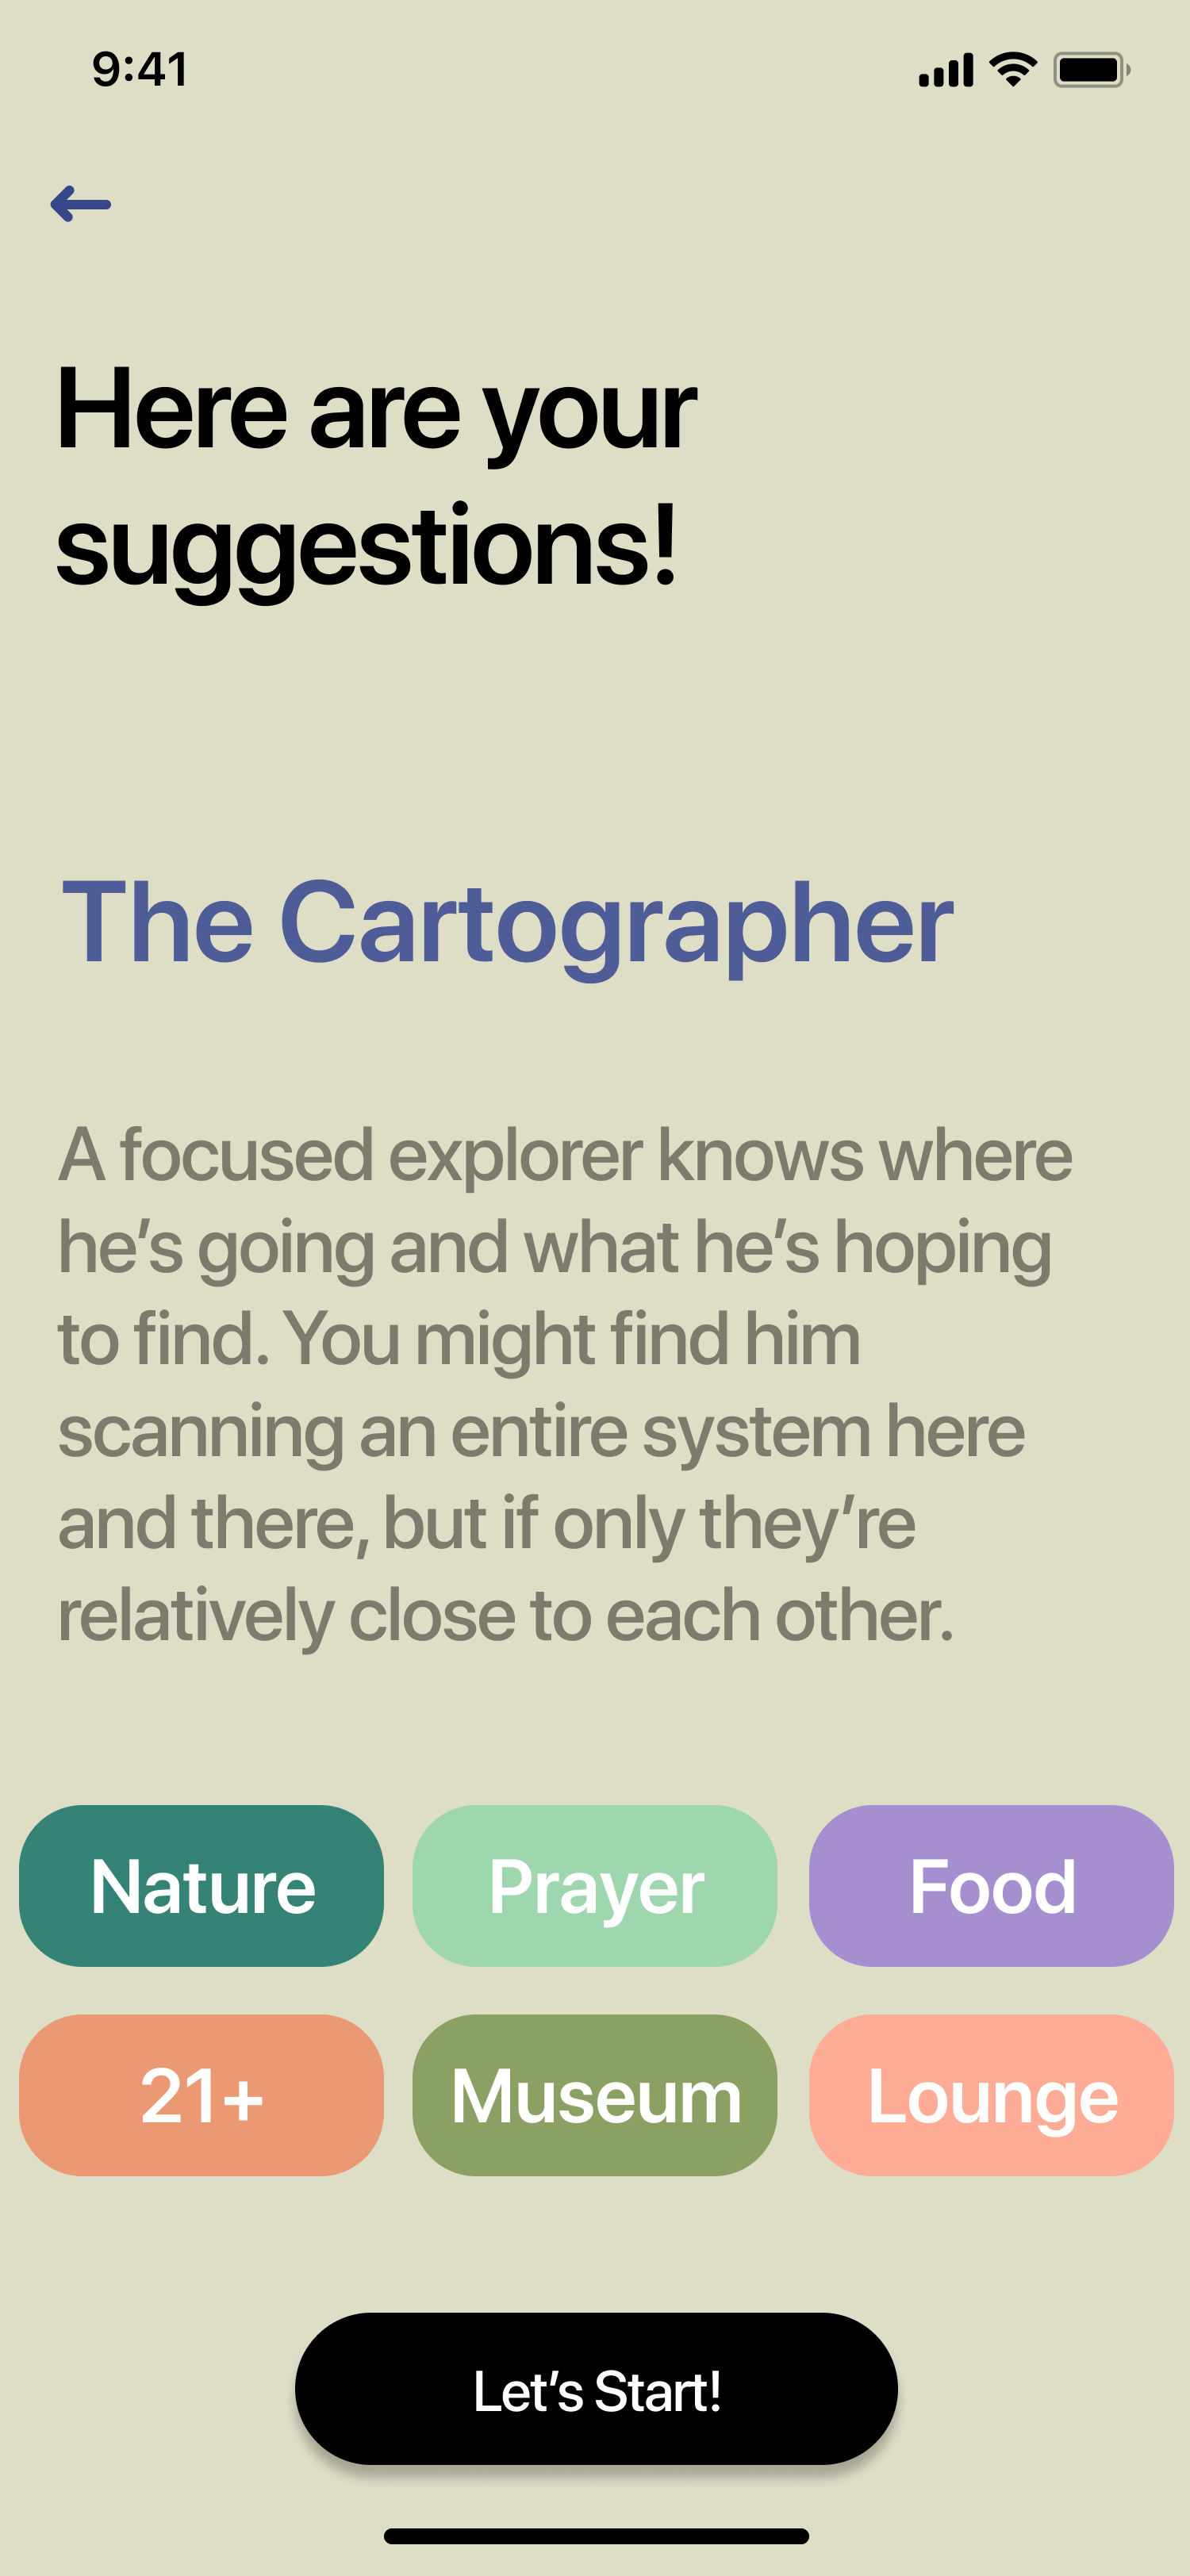 9:41
Here are your
suggestions!
The Cartographer
A focused explorer knows where
he’s going and what he’s hoping
to find. You might find him
scanning an entire system here
and there, but if only they’re
relatively close to each other.
Nature Prayer Food
21+ Museum Lounge
Let’s Start!